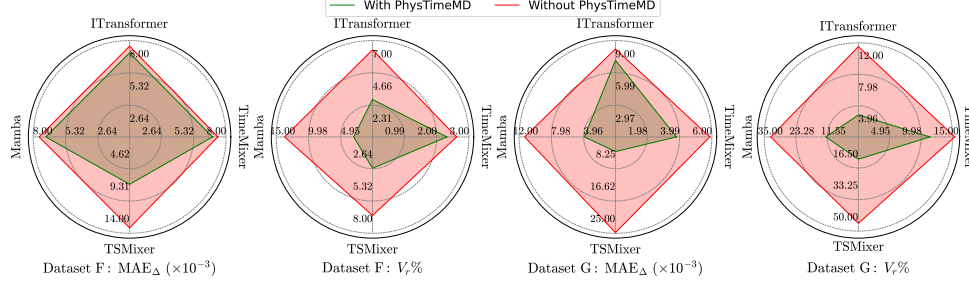 With PhysTimeMD
Without PhysTimeMD
ITransformer
8.00
5.32
2.64
Mamba
8.00 5.32 2.64 2.64 5.32 8.00
TimeMixer
4.62
9.31
14.00
TSMixer
Dataset F: MAE_Δ (×10⁻³)
ITransformer
7.00
4.66
2.31
Mamba
15.00 9.98 4.95 0.99 2.00 3.00
TimeMixer
2.64
5.32
8.00
TSMixer
Dataset F: V_r%
ITransformer
9.00
5.99
2.97
Mamba
12.00 7.98 3.96 3.99 6.00
TimeMixer
8.25
16.62
25.00
TSMixer
Dataset G: MAE_Δ (×10⁻³)
ITransformer
12.00
7.98
3.96
Mamba
35.00 23.28 11.55 4.95 9.98 15.00
TimeMixer
16.50
33.25
50.00
TSMixer
Dataset G: V_r%